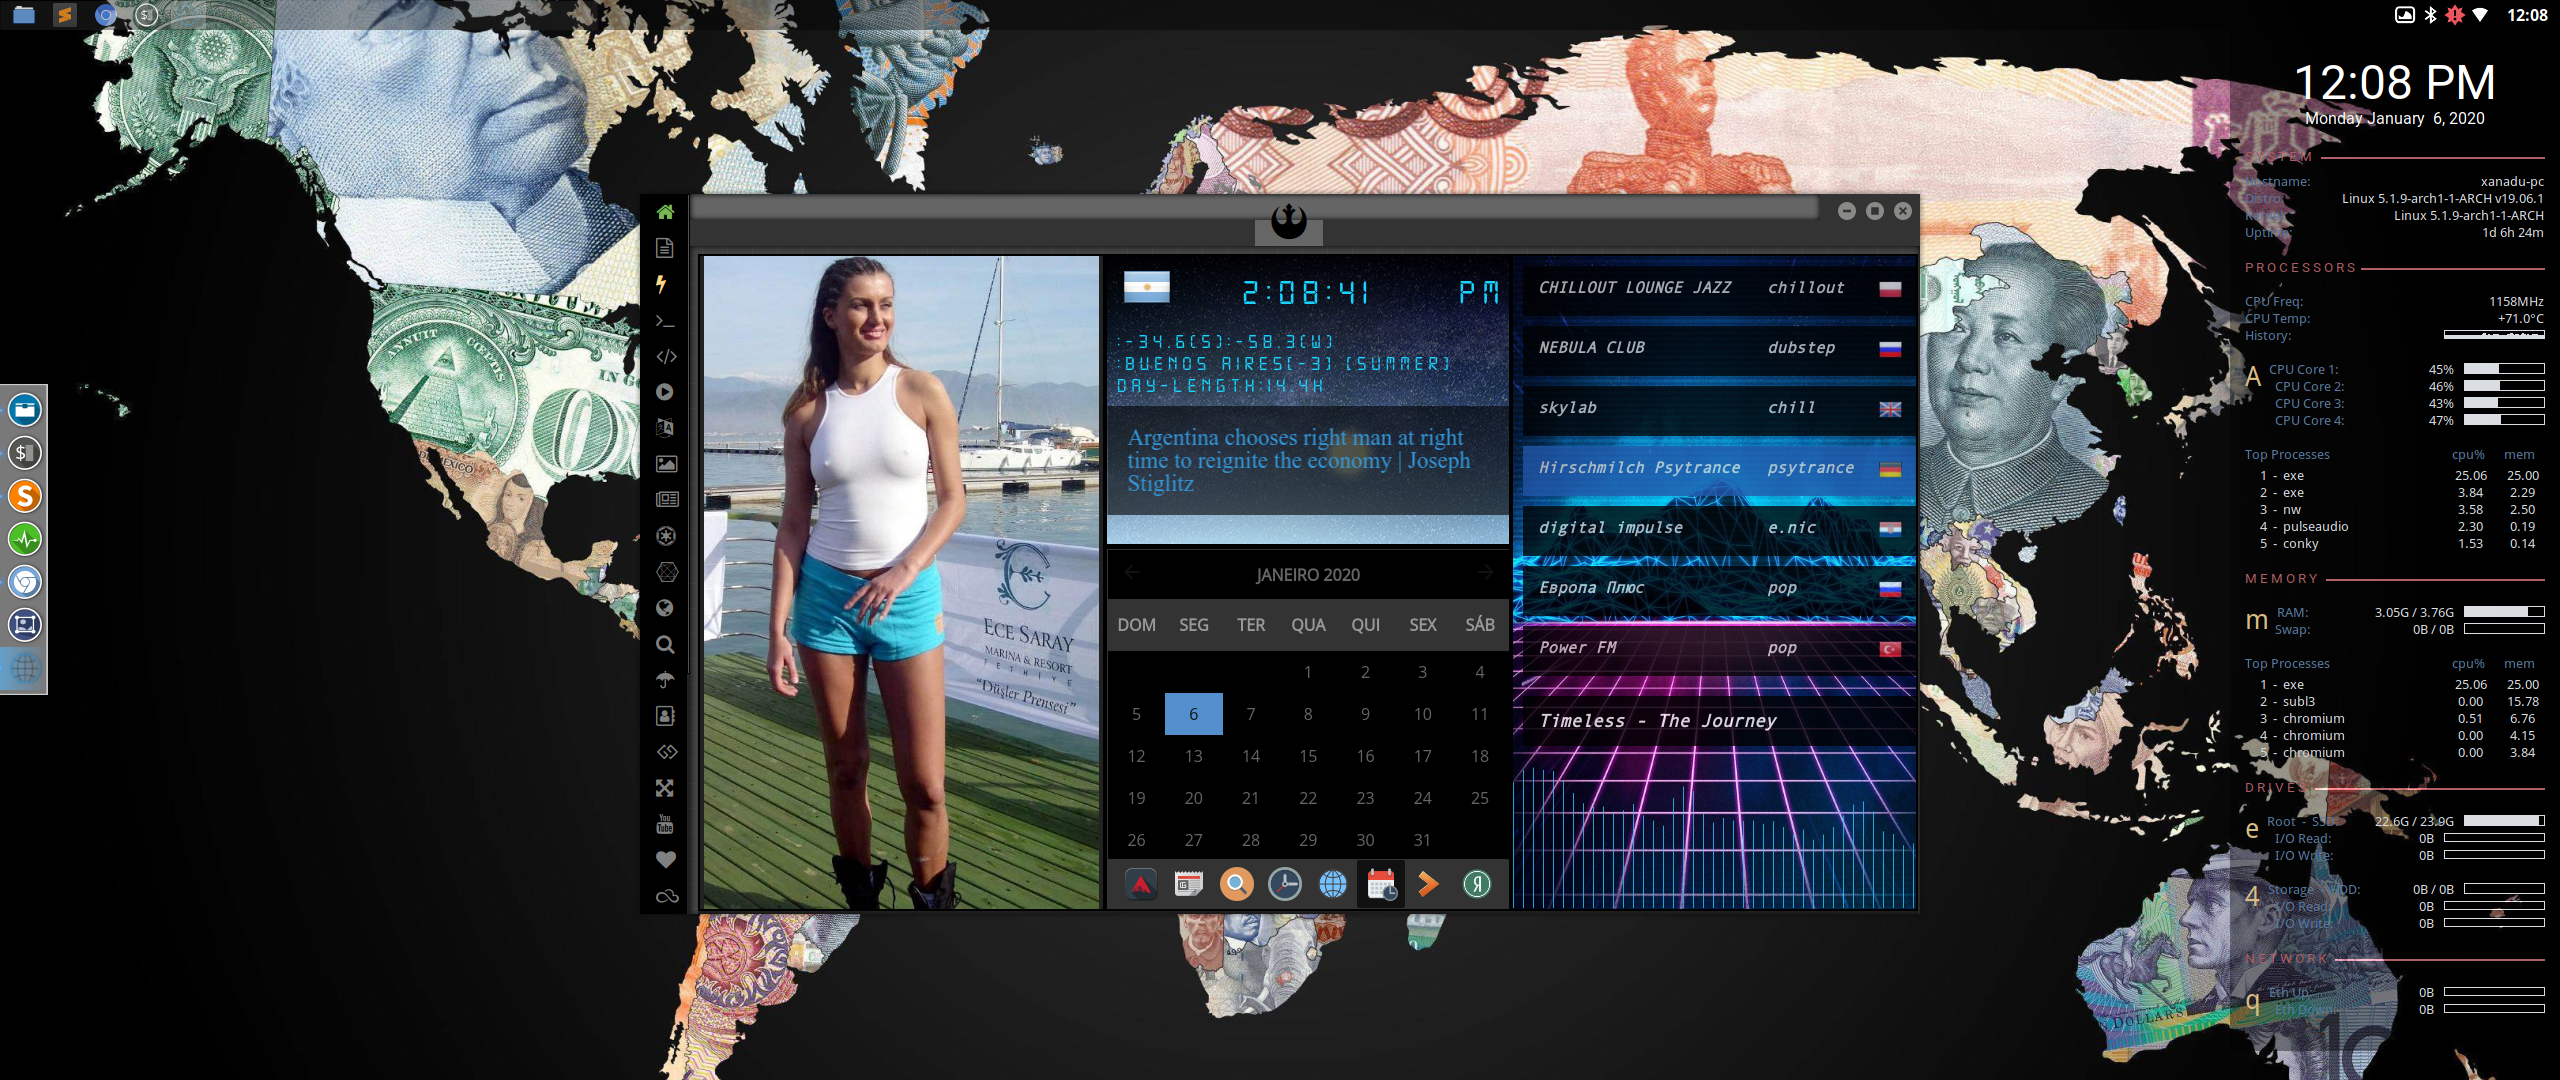 12:08
12:08 PM
Monday January 6, 2020
SYSTEM
Hostname: xanadu-pc
Distro: Linux 5.1.9-arch1-1-ARCH v19.06.1
Linux 5.1.9-arch1-1-ARCH
Uptime: 1d 6h 24m
PROCESSORS
CPU Freq: 1158MHz
CPU Temp: +71.0°C
History:
A CPU Core 1: 45%
CPU Core 2: 46%
CPU Core 3: 43%
CPU Core 4: 47%
Top Processes cpu% mem
1 - exe 25.06 25.00
2 - exe 3.84 2.29
3 - nw 3.58 2.50
4 - pulseaudio 2.30 0.19
5 - conky 1.53 0.14
MEMORY
m RAM: 3.05G / 3.76G
Swap: 0B / 0B
Top Processes cpu% mem
1 - exe 25.06 25.00
2 - subl3 0.00 15.78
3 - chromium 0.51 6.76
4 - chromium 0.00 4.15
5 - chromium 0.00 3.84
DRIVES
e Root - SSD: 22.6G / 23.9G
I/O Read: 0B
I/O Write: 0B
4 Storage HDD: 0B / 0B
I/O Read: 0B
I/O Write: 0B
NETWORK
q Eth Up: 0B
Eth Down: 0B
2:08:41 PM
:-34.6(S):-58.3(W)
:BUENOS AIRES[-3] [SUMMER]
DAY-LENGTH:14.4H
Argentina chooses right man at right
time to reignite the economy | Joseph
Stiglitz
JANEIRO 2020
DOM SEG TER QUA QUI SEX SÁB
1 2 3 4
5 6 7 8 9 10 11
12 13 14 15 16 17 18
19 20 21 22 23 24 25
26 27 28 29 30 31
CHILLOUT LOUNGE JAZZ chillout
NEBULA CLUB dubstep
skylab chill
Hirschmilch Psytrance psytrance
digital impulse e.nic
Европа Плюс pop
Power FM pop
Timeless - The Journey
ECE SARAY
MARINA & RESORT
FETHİYE
“Düşler Prensesi”
You
Tube
Я
$
S
ANNUIT CŒPTIS
IN GO
MEXICO
DOLLARS
10